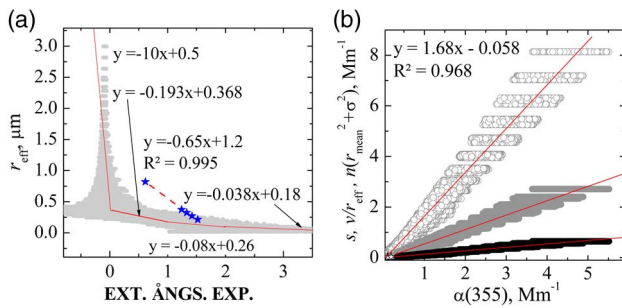 (a)
y=-10x+0.5
y=-0.193x+0.368
y=-0.65x+1.2
R² = 0.995
y=-0.038x+0.18
y=-0.08x+0.26
r_eff, μm
3.0
2.5
2.0
1.5
1.0
0.5
0.0
0 1 2 3
EXT. ÅNGS. EXP.
(b)
y = 1.68x - 0.058
R² = 0.968
s, v/r_eff, n(r_mean²+σ²), Mm⁻¹
8
6
4
2
0
1 2 3 4 5
α(355), Mm⁻¹